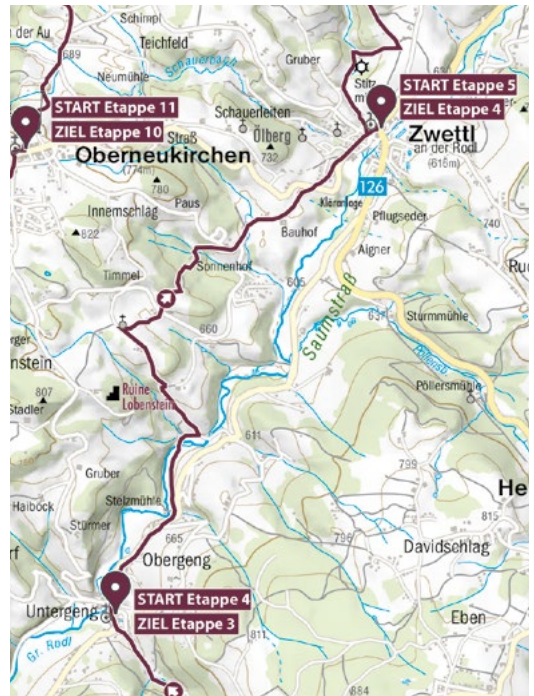 Schimpl
der Au
Teichfeld
689
Schauerbach
Gruber
630
Neumühle
Stitz
START Etappe 5
ZIEL Etappe 4
START Etappe 11
ZIEL Etappe 10
Schauerleiten
Straß
Ölberg
732
Zwettl
an der Rodl
(616m)
Oberneukirchen
(774m)
780
126
Kläranlage
Innemschlag
Paus
Pflugseder
740
822
Bauhof
Aigner
Timmel
Sonnenhof
605
Saumstraß
Ru
637
Sturmmühle
660
nstein
Ruine
Lobenstein
Pöllersmühle
807
Stadler
611
799
Gruber
He
Stelzmühle
Haiböck
815
Stürmer
665
796
Davidschlag
Obergeng
START Etappe 4
ZIEL Etappe 3
Untergeng
Eben
Gr. Rodl
811
884